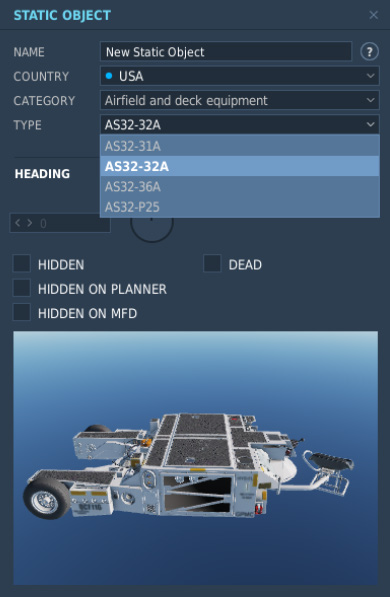 STATIC OBJECT
NAME New Static Object ?
COUNTRY USA
CATEGORY Airfield and deck equipment
TYPE AS32-32A
AS32-31A
AS32-32A
AS32-36A
AS32-P25
HEADING
< > 0
HIDDEN DEAD
HIDDEN ON PLANNER
HIDDEN ON MFD